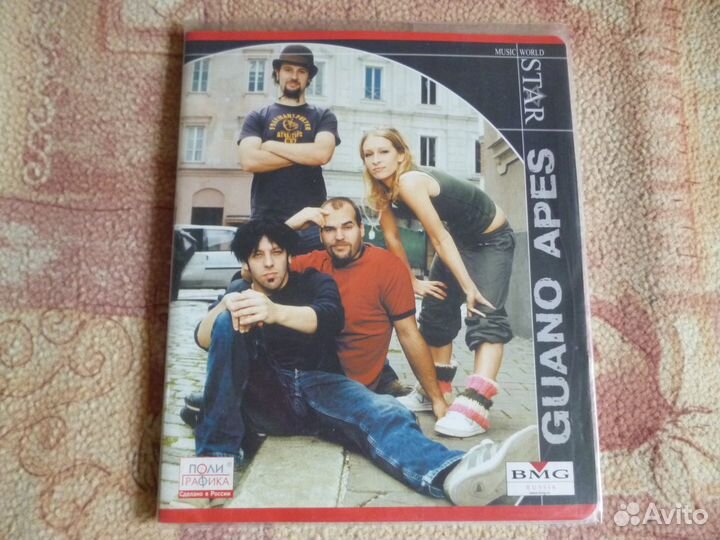 MUSIC WORLD
STAR
GUANO APES
ПОЛИ
ГРАФИКА
Сделано в России
BMG
RUSSIA
Avito